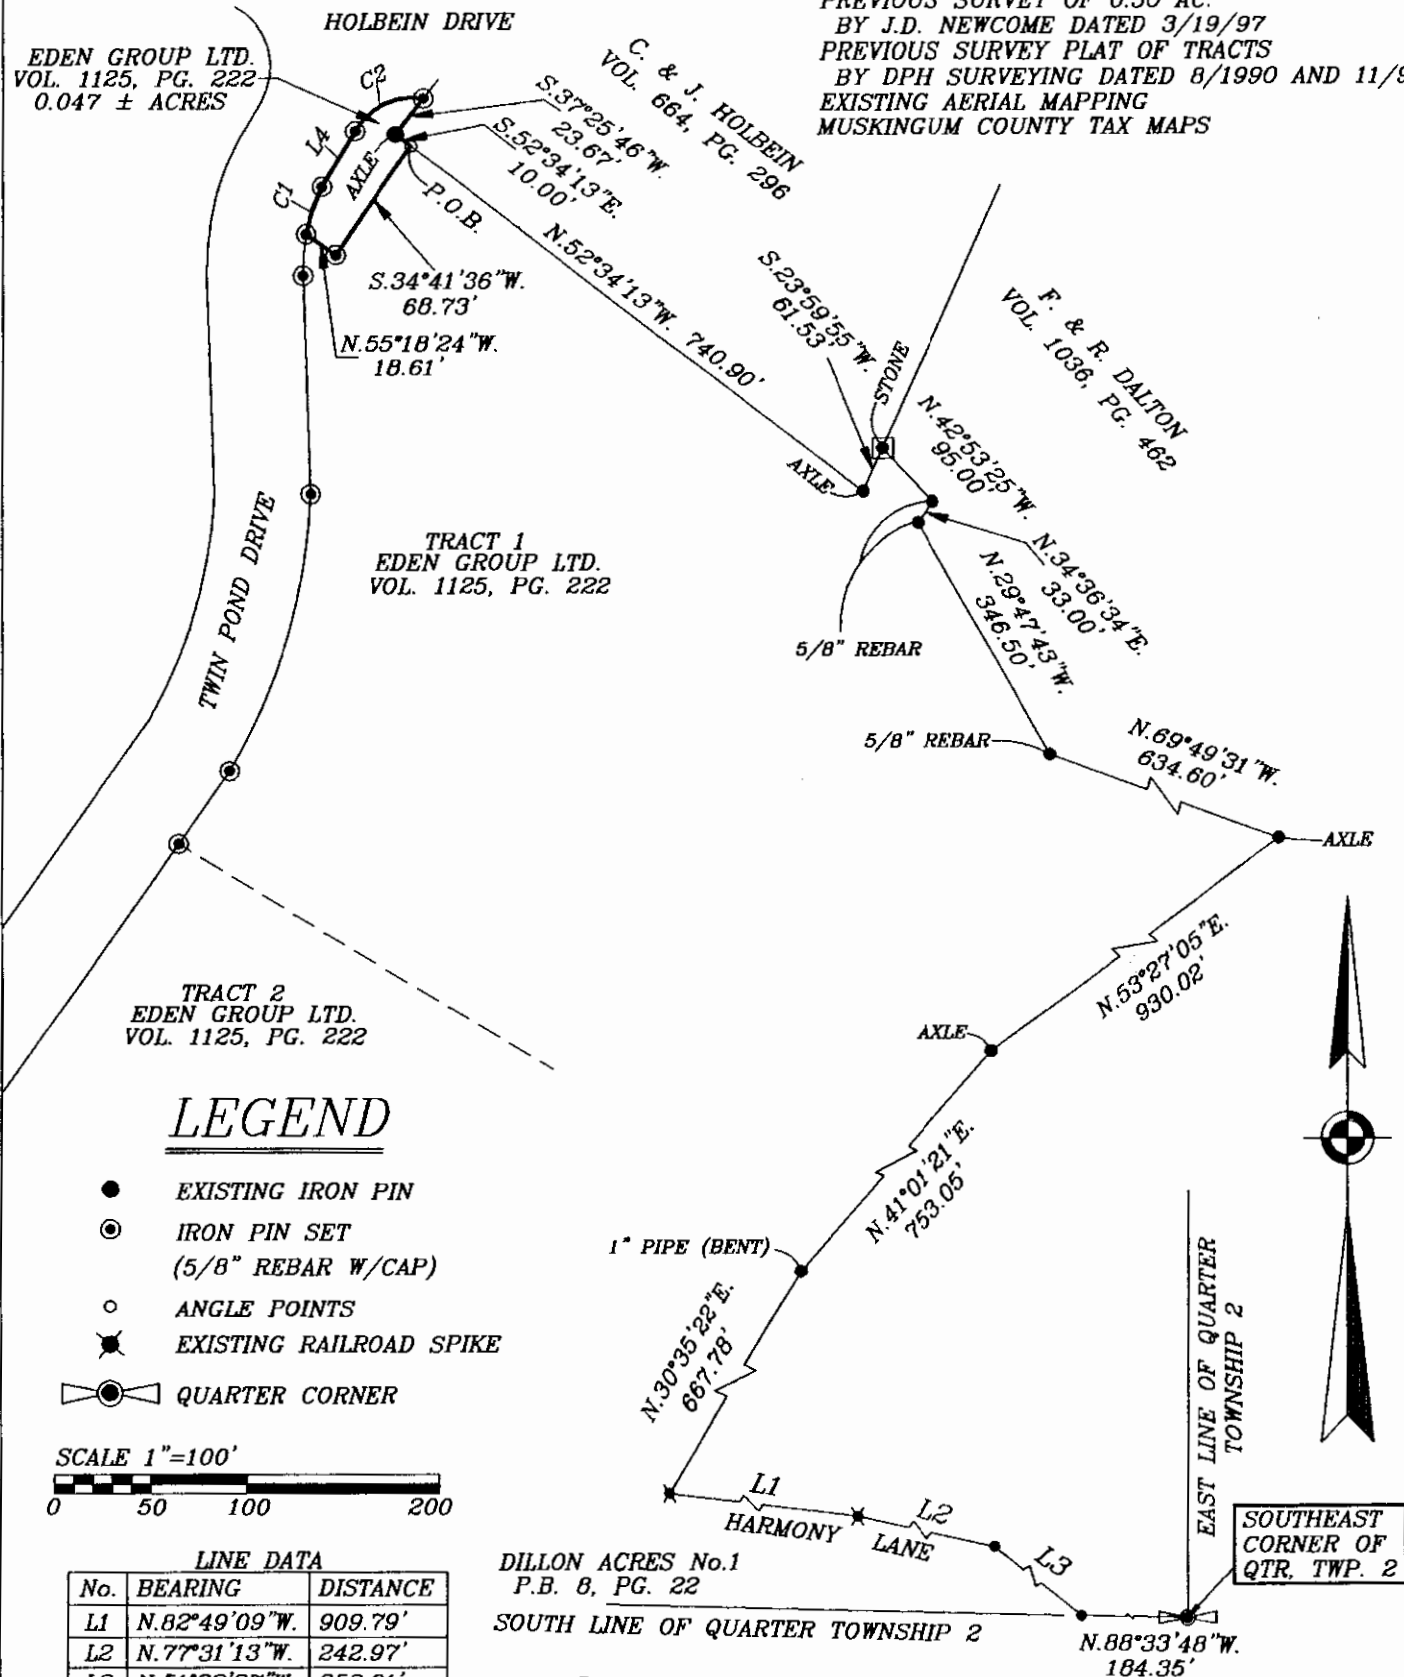 PREVIOUS SURVEY OF 0.50 AC.
BY J.D. NEWCOME DATED 3/19/97
PREVIOUS SURVEY PLAT OF TRACTS
BY DPH SURVEYING DATED 8/1990 AND
EXISTING AERIAL MAPPING
MUSKINGUM COUNTY TAX MAPS
HOLBEIN DRIVE
EDEN GROUP LTD.
VOL. 1125, PG. 222
0.047 ± ACRES
C2
L4
C1
AXLE
P.O.B.
C. & J. HOLBEIN
VOL. 664, PG. 296
S.37°25'46"W.
23.67'
S.52°34'13"E.
10.00'
S.34°41'36"W.
68.73'
N.55°18'24"W.
18.61'
N.52°34'13"W. 740.90'
S.23°59'55"W.
61.53'
STONE
F. & R. DALTON
VOL. 1036, PG. 462
N.42°53'25"W.
95.00'
AXLE
N.34°36'34"E.
33.00'
N.29°47'43"W.
346.50'
5/8" REBAR
TRACT 1
EDEN GROUP LTD.
VOL. 1125, PG. 222
TWIN POND DRIVE
5/8" REBAR
N.69°49'31"W.
634.60'
AXLE
N.53°27'05"E.
930.02'
TRACT 2
EDEN GROUP LTD.
VOL. 1125, PG. 222
AXLE
N.41°01'21"E.
753.05'
1" PIPE (BENT)
N.30°35'22"E.
667.78'
LEGEND
EXISTING IRON PIN
IRON PIN SET
(5/8" REBAR W/CAP)
ANGLE POINTS
EXISTING RAILROAD SPIKE
QUARTER CORNER
SCALE 1"=100'
0 50 100 200
EAST LINE OF QUARTER
TOWNSHIP 2
L1
L2
L3
HARMONY LANE
SOUTHEAST
CORNER OF
QTR, TWP. 2
DILLON ACRES No.1
P.B. 8, PG. 22
SOUTH LINE OF QUARTER TOWNSHIP 2
N.88°33'48"W.
184.35'
LINE DATA
No. BEARING DISTANCE
L1 N.82°49'09"W. 909.79'
L2 N.77°31'13"W. 242.97'